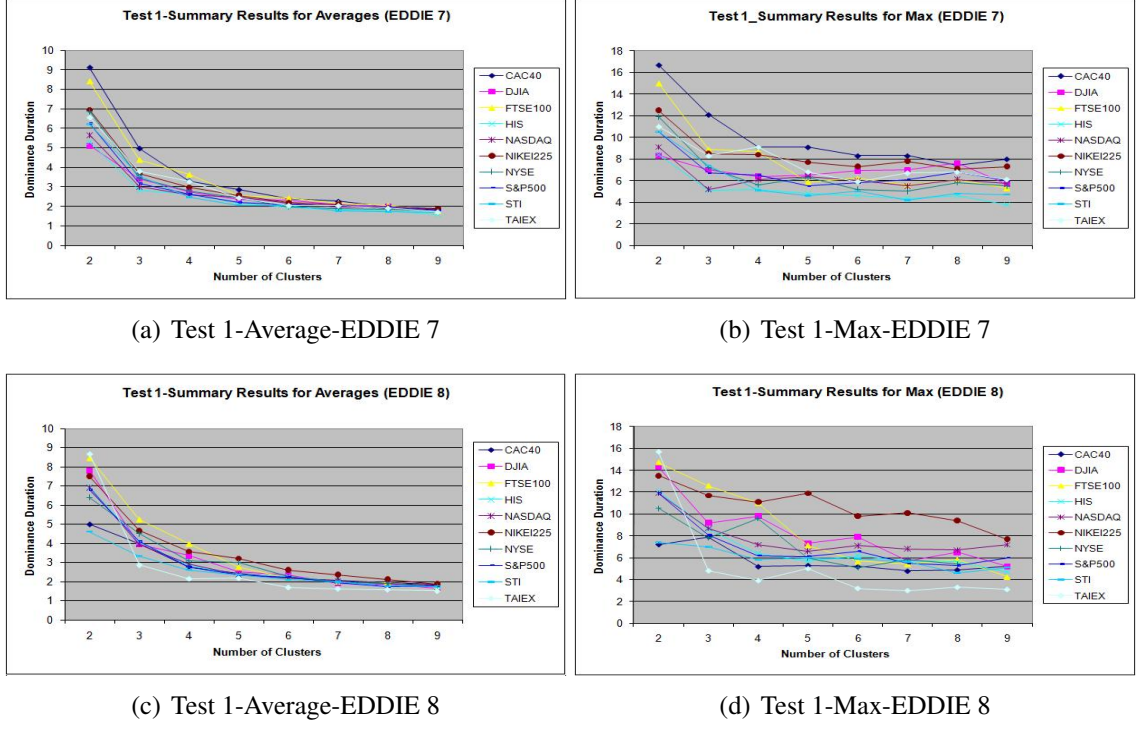 Test 1-Summary Results for Averages (EDDIE 7)
Dominance Duration
10
9
8
7
6
5
4
3
2
1
0
2 3 4 5 6 7 8 9
Number of Clusters
CAC40
DJIA
FTSE100
HIS
NASDAQ
NIKEI225
NYSE
S&P500
STI
TAIEX
(a) Test 1-Average-EDDIE 7
Test 1_Summary Results for Max (EDDIE 7)
Dominance Duration
18
16
14
12
10
8
6
4
2
0
2 3 4 5 6 7 8 9
Number of Clusters
CAC40
DJIA
FTSE100
HIS
NASDAQ
NIKEI225
NYSE
S&P500
STI
TAIEX
(b) Test 1-Max-EDDIE 7
Test 1-Summary Results for Averages (EDDIE 8)
Dominance Duration
10
9
8
7
6
5
4
3
2
1
0
2 3 4 5 6 7 8 9
Number of Clusters
CAC40
DJIA
FTSE100
HIS
NASDAQ
NIKEI225
NYSE
S&P500
STI
TAIEX
(c) Test 1-Average-EDDIE 8
Test 1-Summary Results for Max (EDDIE 8)
Dominance Duration
18
16
14
12
10
8
6
4
2
0
2 3 4 5 6 7 8 9
Number of Clusters
CAC40
DJIA
FTSE100
HIS
NASDAQ
NIKEI225
NYSE
S&P500
STI
TAIEX
(d) Test 1-Max-EDDIE 8